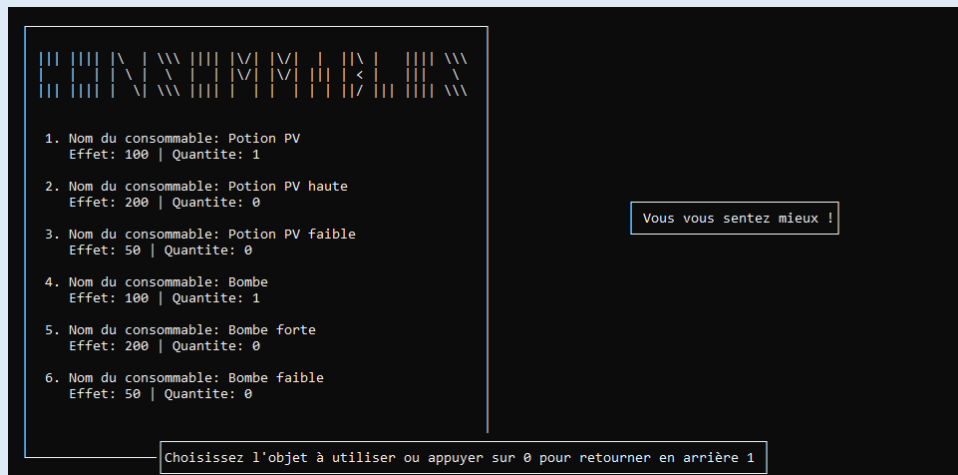 CONSOMMABLES
1. Nom du consommable: Potion PV
Effet: 100 | Quantite: 1
2. Nom du consommable: Potion PV haute
Effet: 200 | Quantite: 0
3. Nom du consommable: Potion PV faible
Effet: 50 | Quantite: 0
4. Nom du consommable: Bombe
Effet: 100 | Quantite: 1
5. Nom du consommable: Bombe forte
Effet: 200 | Quantite: 0
6. Nom du consommable: Bombe faible
Effet: 50 | Quantite: 0
Vous vous sentez mieux !
Choisissez l'objet à utiliser ou appuyer sur 0 pour retourner en arrière 1